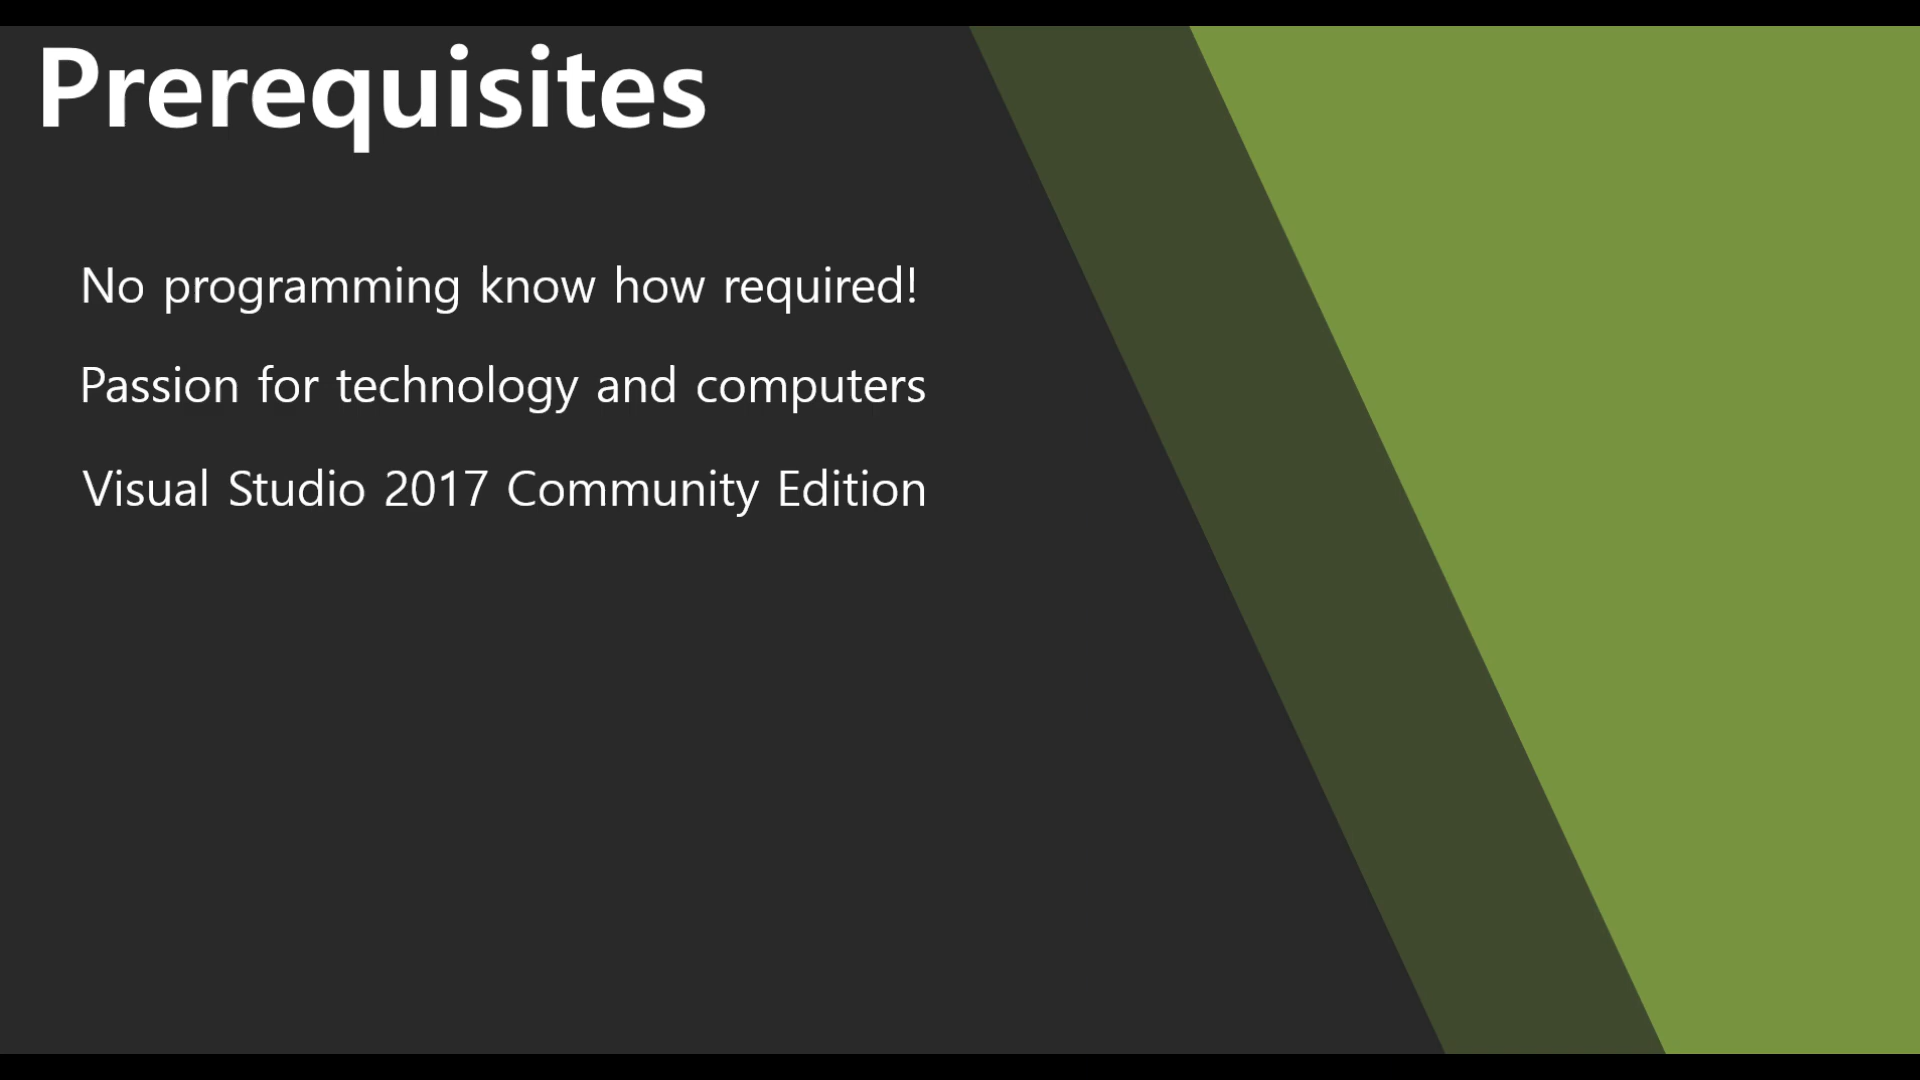 Prerequisites
No programming know how required!
Passion for technology and computers
Visual Studio 2017 Community Edition